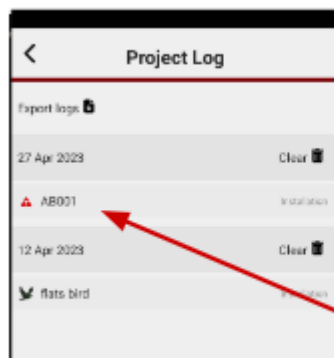 Project Log
Export logs
27 Apr 2023 Clear
AB001 Installation
12 Apr 2023 Clear
flats bird